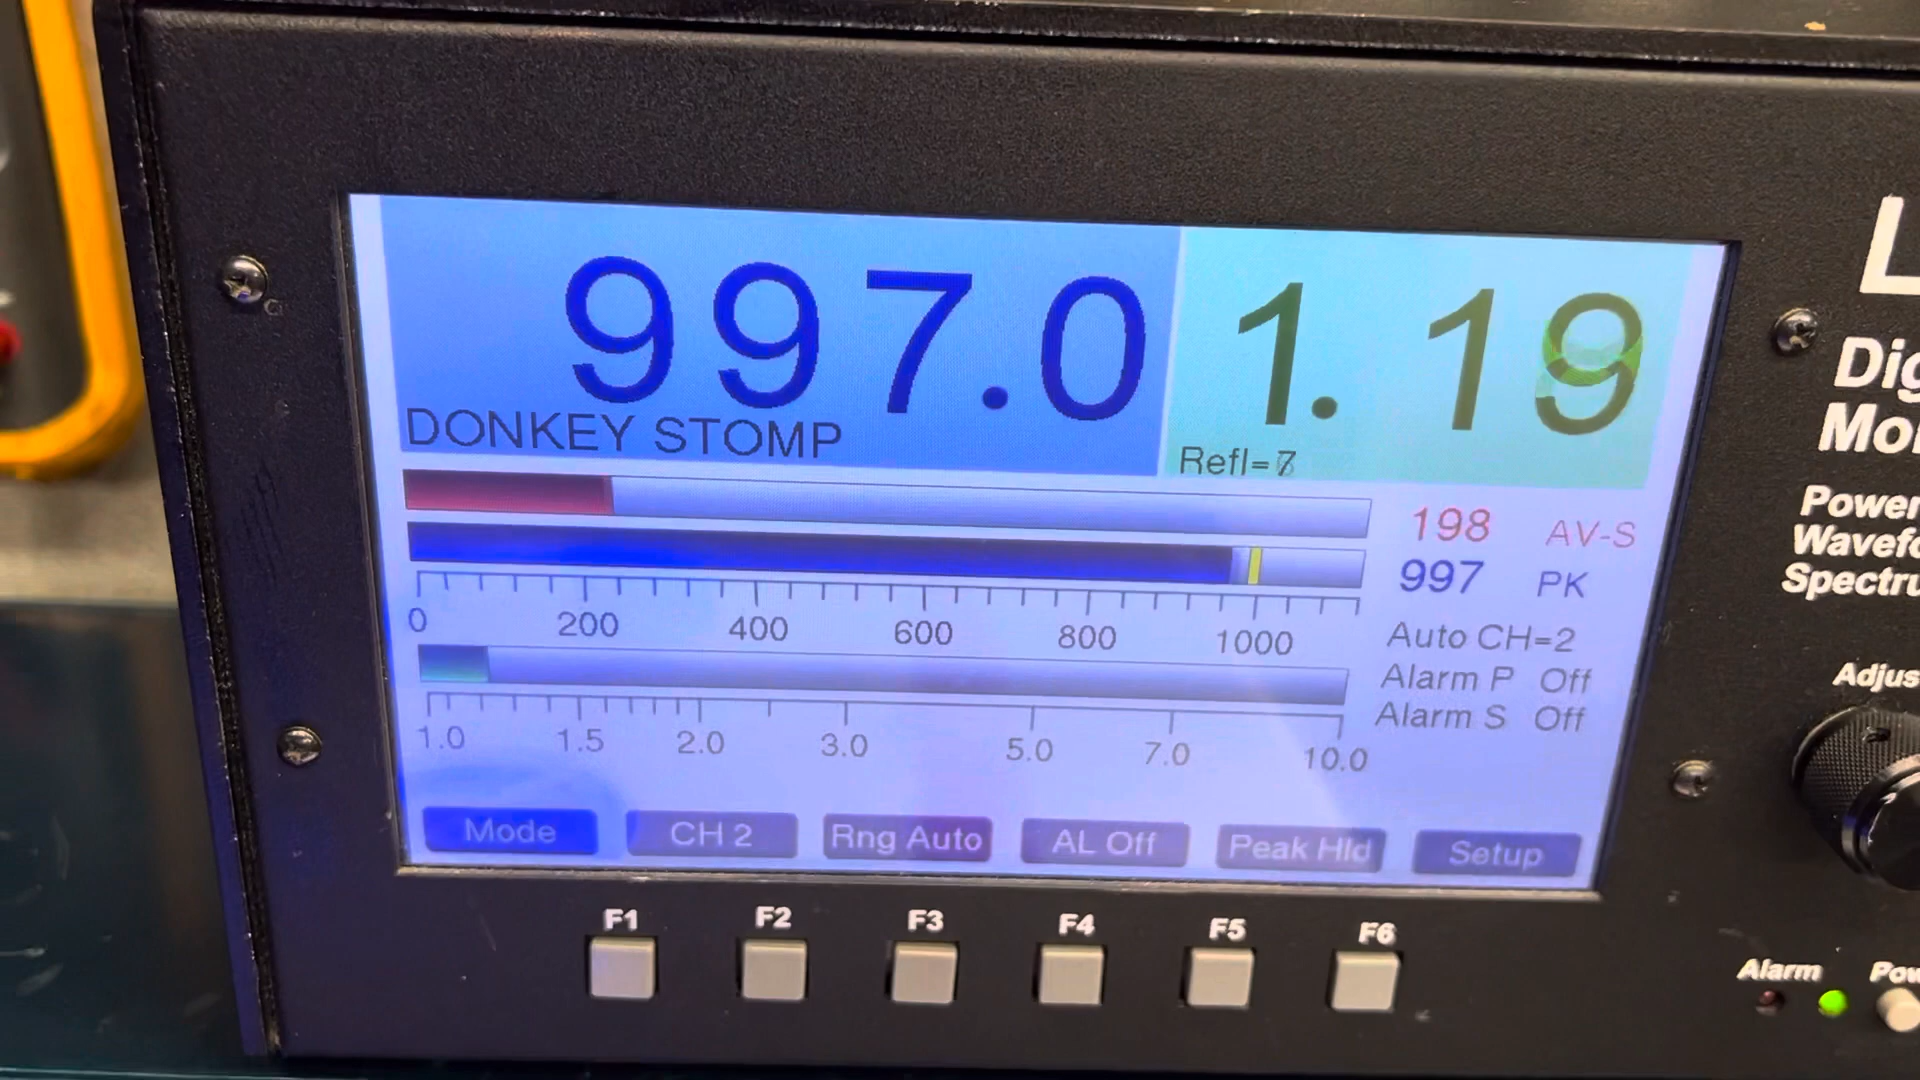 997.0 1.19
DONKEY STOMP
Refl=7
198 AV-S
997 PK
0 200 400 600 800 1000
Auto CH=2
Alarm P Off
Alarm S Off
1.0 1.5 2.0 3.0 5.0 7.0 10.0
Mode CH 2 Rng Auto AL Off Peak Hld Setup
F1 F2 F3 F4 F5 F6
L
Dig
Mo
Power
Wavefo
Spectru
Adjus
Alarm Pow